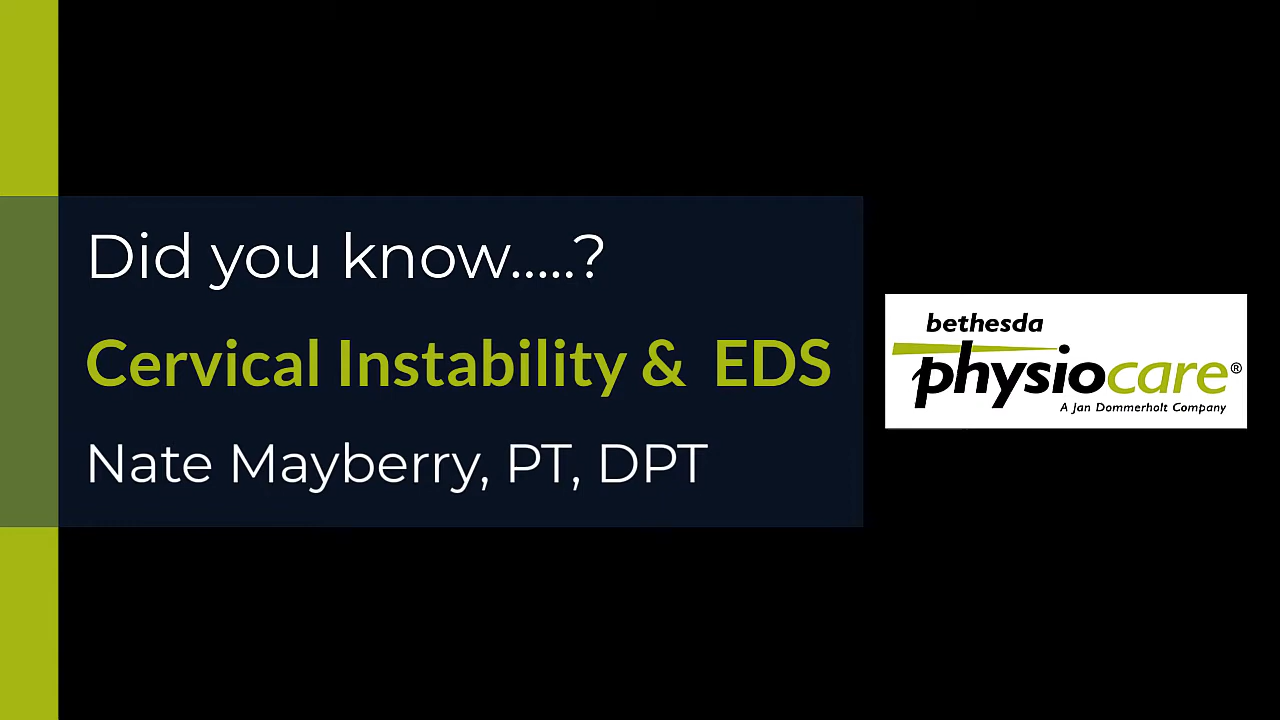 Did you know.....?
Cervical Instability & EDS
Nate Mayberry, PT, DPT
bethesda
physiocare®
A Jan Dommerholt Company